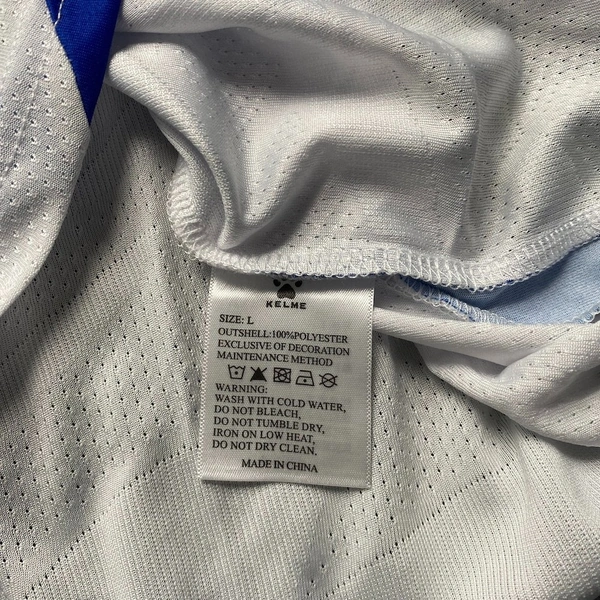 KELME
SIZE: L
OUTSHELL:100%POLYESTER
EXCLUSIVE OF DECORATION
MAINTENANCE METHOD
WARNING:
WASH WITH COLD WATER,
DO NOT BLEACH,
DO NOT TUMBLE DRY,
IRON ON LOW HEAT,
DO NOT DRY CLEAN.
MADE IN CHINA